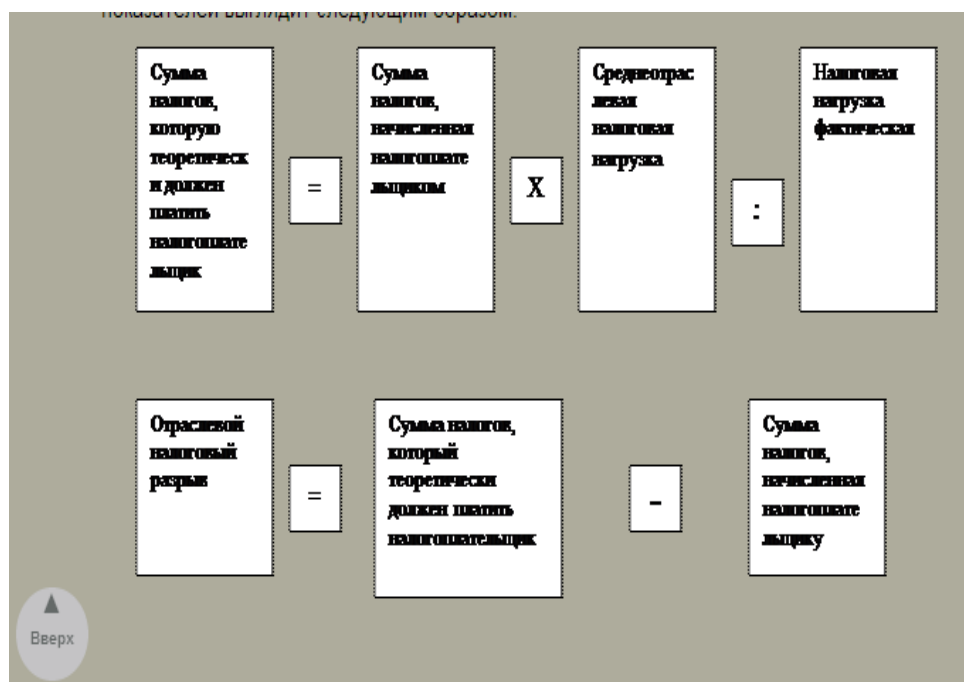 показателей выглядит следующим образом:
Сумма
налогов,
которую
теоретическ
и должен
платить
налогоплате
льщик
=
Сумма
налогов,
начисленная
налогоплате
льщиком
X
Среднеотрас
левая
налоговая
нагрузка
:
Налоговая
нагрузка
фактическая
Отраслевой
налоговый
разрыв
=
Сумма налогов,
который
теоретически
должен платить
налогоплательщик
–
Сумма
налогов,
начисленная
налогоплате
льщику
Вверх